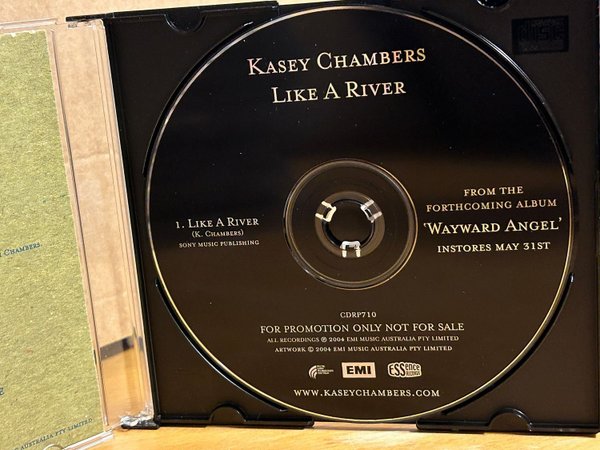 KASEY CHAMBERS
LIKE A RIVER
1. LIKE A RIVER
(K. CHAMBERS)
SONY MUSIC PUBLISHING
FROM THE
FORTHCOMING ALBUM
'WAYWARD ANGEL'
INSTORES MAY 31ST
CDRP710
FOR PROMOTION ONLY NOT FOR SALE
ALL RECORDINGS ℗ 2004 EMI MUSIC AUSTRALIA PTY LIMITED
ARTWORK © 2004 EMI MUSIC AUSTRALIA PTY LIMITED
EMI
ESSence
RECORDS
WWW.KASEYCHAMBERS.COM
CHAMBERS
AUSTRALIA PTY LIMITED